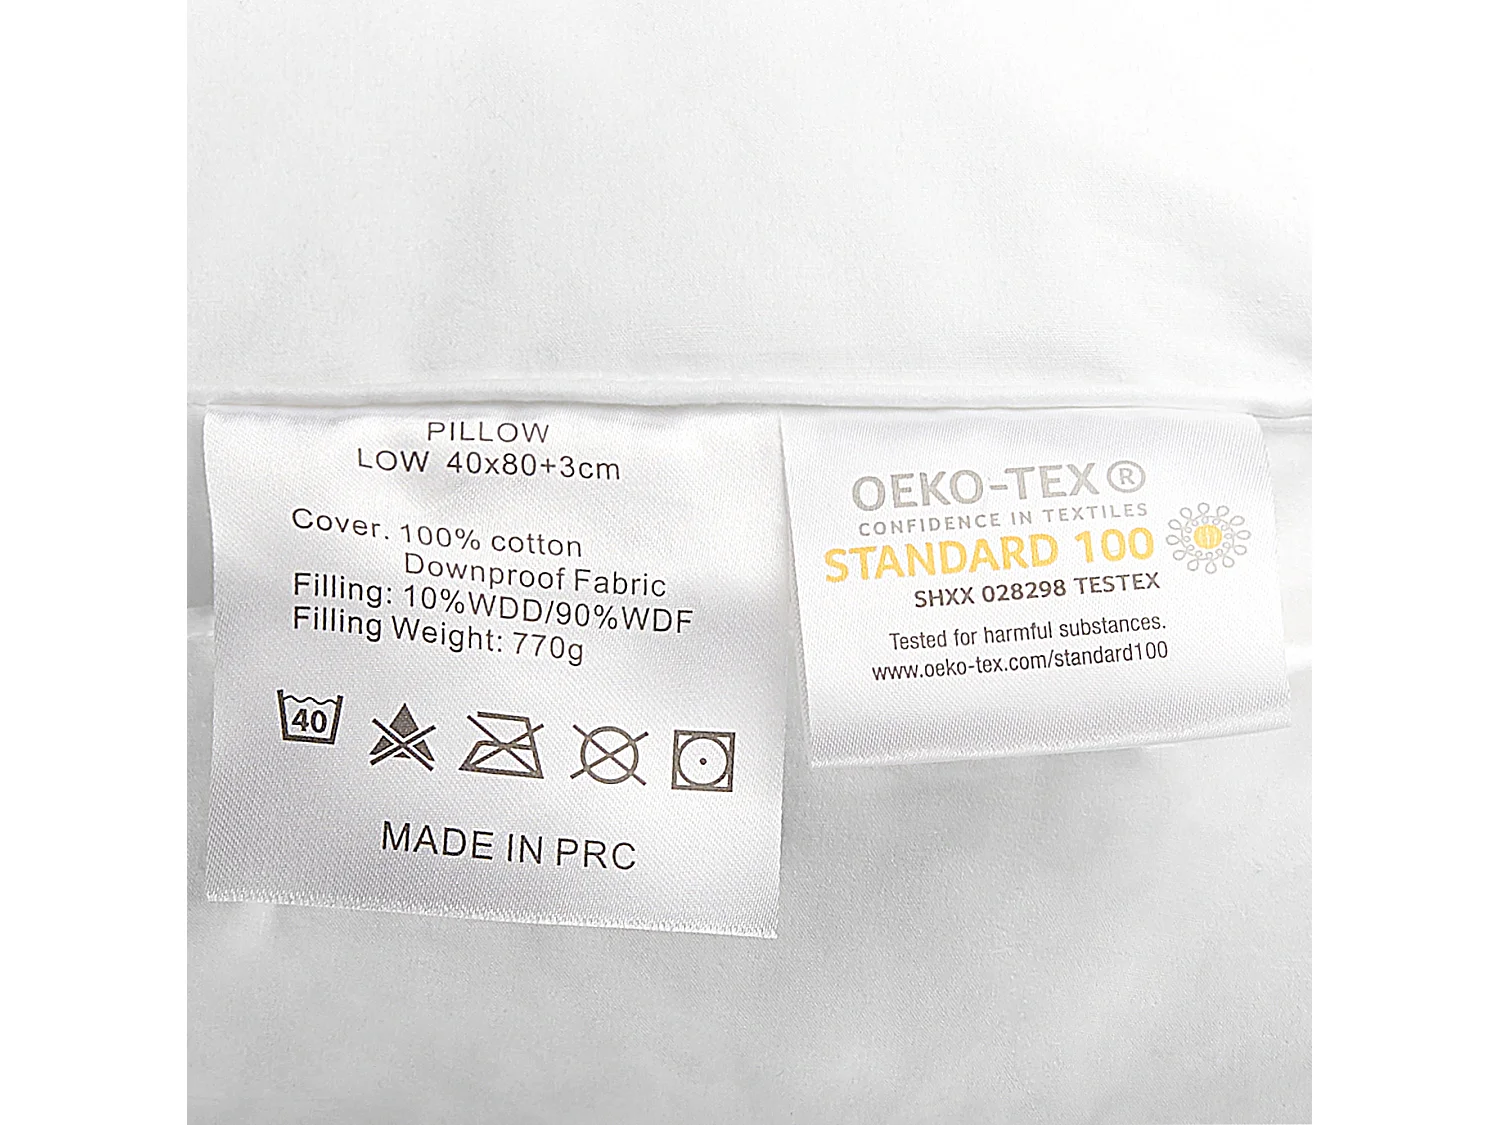 PILLOW
LOW 40x80+3cm
Cover. 100% cotton
Downproof Fabric
Filling: 10%WDD/90%WDF
Filling Weight: 770g
40
MADE IN PRC
OEKO-TEX®
CONFIDENCE IN TEXTILES
STANDARD 100
SHXX 028298 TESTEX
Tested for harmful substances.
www.oeko-tex.com/standard100